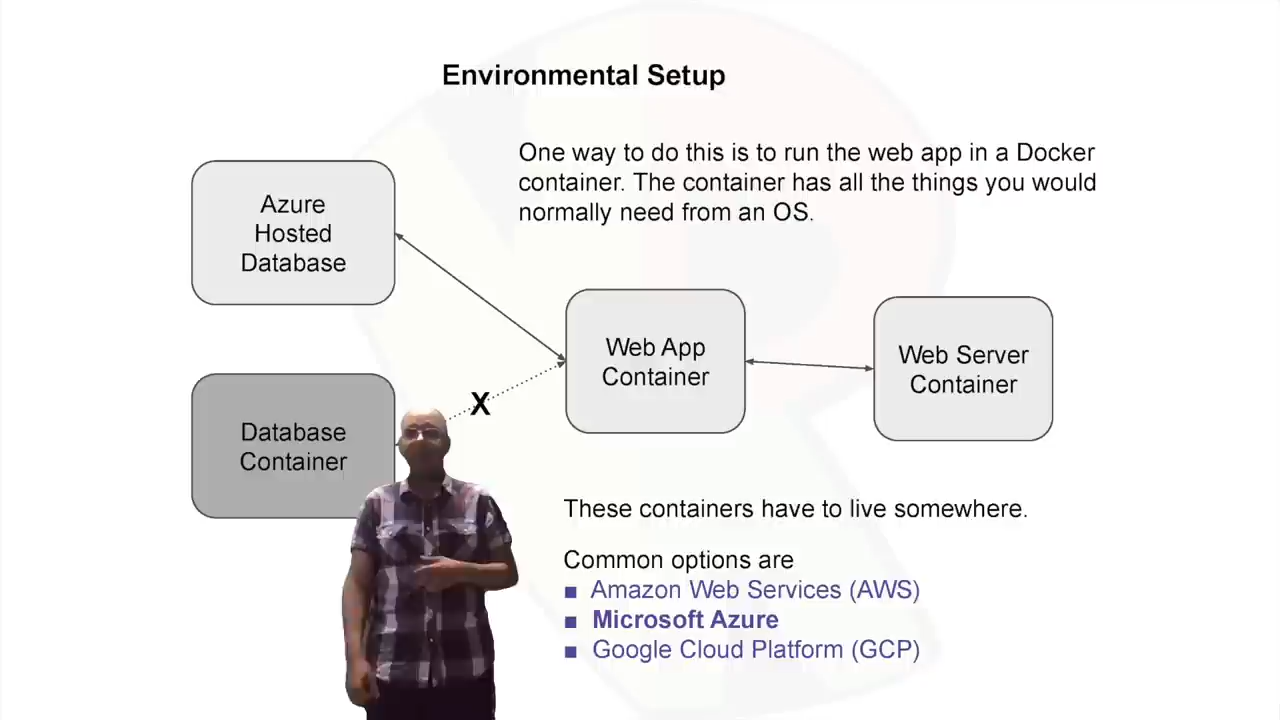 Environmental Setup
One way to do this is to run the web app in a Docker
container. The container has all the things you would
normally need from an OS.
Azure
Hosted
Database
Web App
Container
Web Server
Container
X
Database
Container
These containers have to live somewhere.
Common options are
■ Amazon Web Services (AWS)
■ Microsoft Azure
■ Google Cloud Platform (GCP)